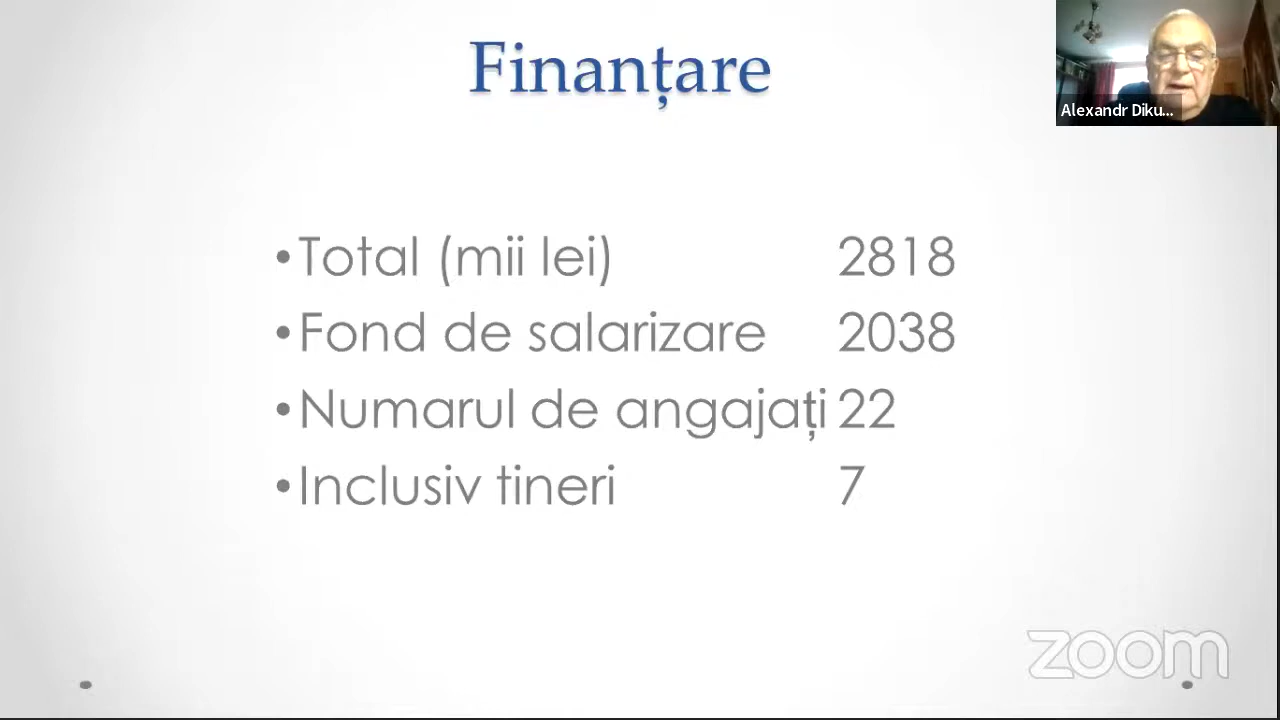 Finanțare
Alexandr Diku...
•Total (mii lei) 2818
•Fond de salarizare 2038
•Numarul de angajați 22
•Inclusiv tineri 7
zoom